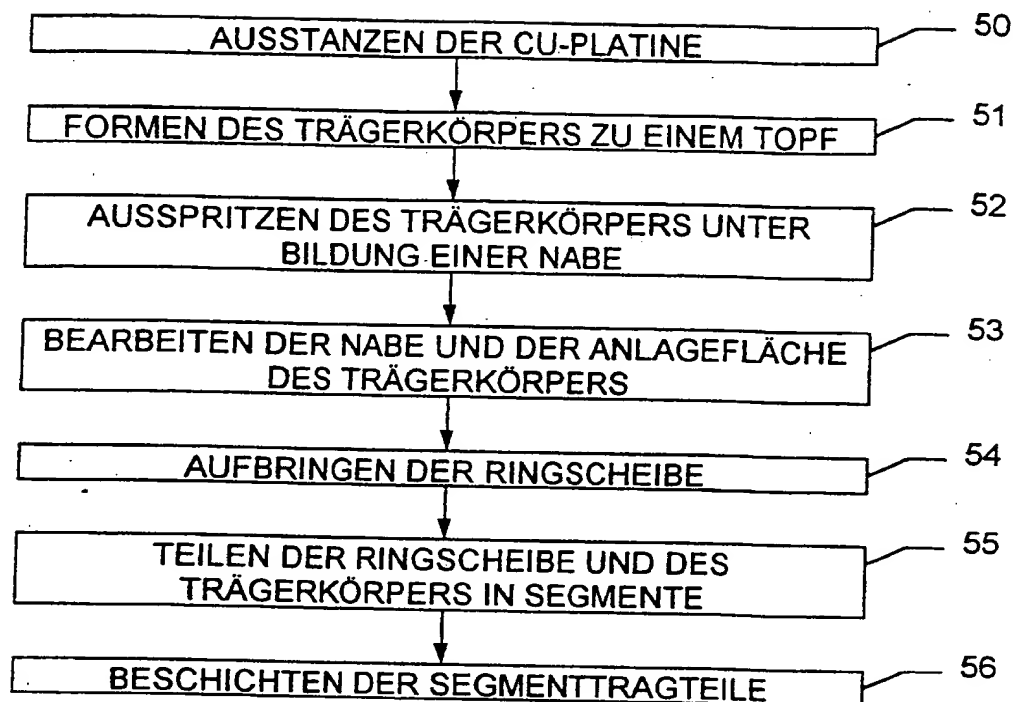 AUSSTANZEN DER CU-PLATINE
50
FORMEN DES TRÄGERKÖRPERS ZU EINEM TOPF
51
AUSSPRITZEN DES TRÄGERKÖRPERS UNTER
BILDUNG EINER NABE
52
BEARBEITEN DER NABE UND DER ANLAGEFLÄCHE
DES TRÄGERKÖRPERS
53
AUFBRINGEN DER RINGSCHEIBE
54
TEILEN DER RINGSCHEIBE UND DES
TRÄGERKÖRPERS IN SEGMENTE
55
BESCHICHTEN DER SEGMENTTRAGTEILE
56